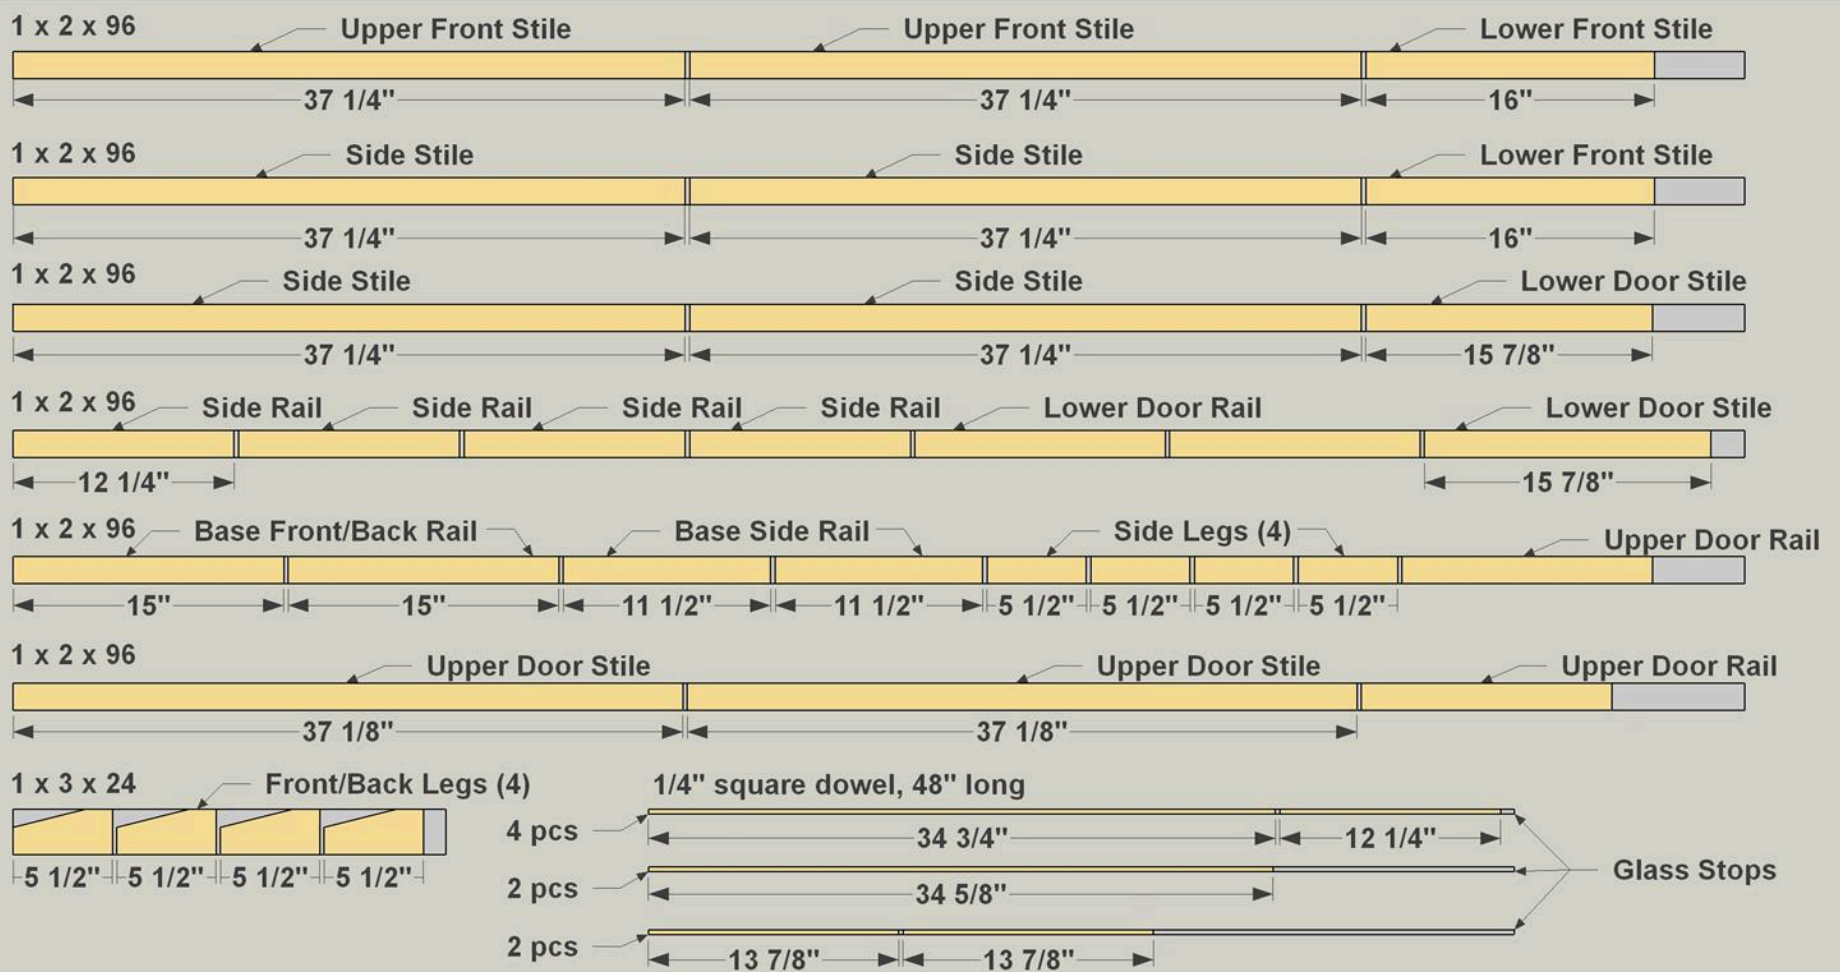 1 x 2 x 96
Upper Front Stile
Upper Front Stile
Lower Front Stile
37 1/4"
37 1/4"
16"
1 x 2 x 96
Side Stile
Side Stile
Lower Front Stile
37 1/4"
37 1/4"
16"
1 x 2 x 96
Side Stile
Side Stile
Lower Door Stile
37 1/4"
37 1/4"
15 7/8"
1 x 2 x 96
Side Rail
Side Rail
Side Rail
Side Rail
Lower Door Rail
Lower Door Stile
12 1/4"
15 7/8"
1 x 2 x 96
Base Front/Back Rail
Base Side Rail
Side Legs (4)
Upper Door Rail
15"
15"
11 1/2"
11 1/2"
5 1/2"
5 1/2"
5 1/2"
5 1/2"
1 x 2 x 96
Upper Door Stile
Upper Door Stile
Upper Door Rail
37 1/8"
37 1/8"
1 x 3 x 24
Front/Back Legs (4)
5 1/2"
5 1/2"
5 1/2"
5 1/2"
1/4" square dowel, 48" long
4 pcs
34 3/4"
12 1/4"
2 pcs
34 5/8"
Glass Stops
2 pcs
13 7/8"
13 7/8"